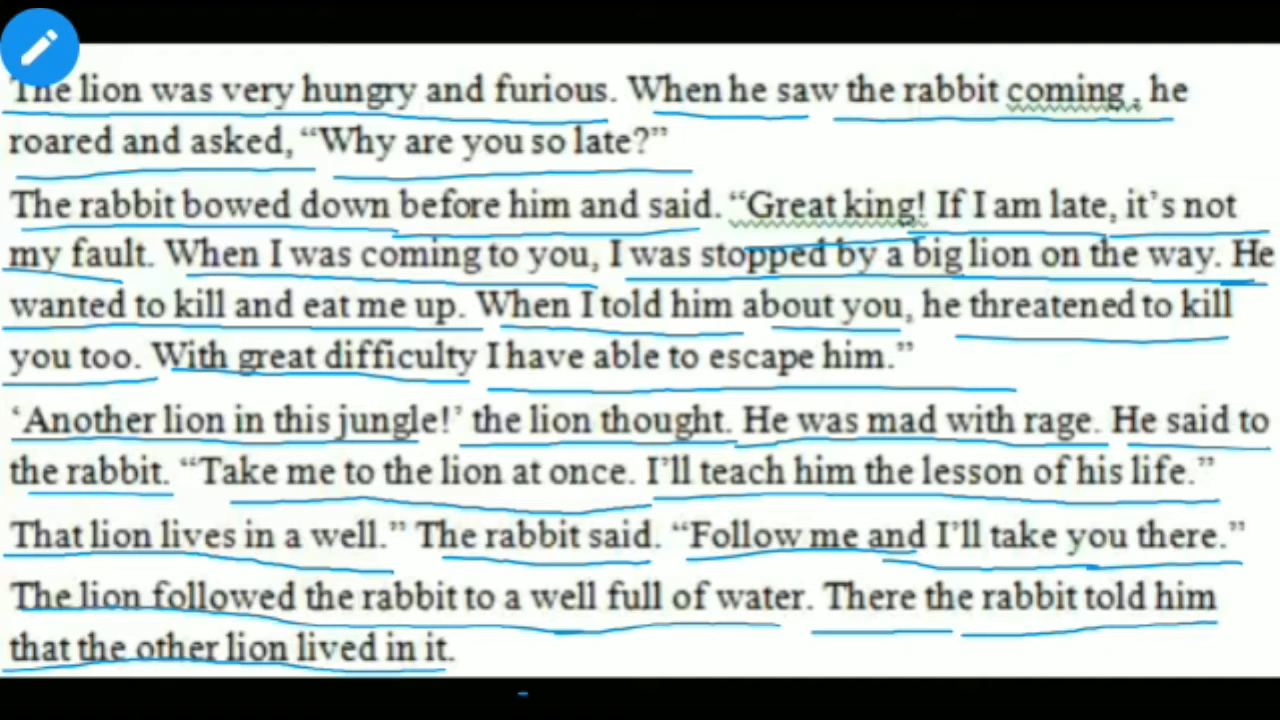 The lion was very hungry and furious. When he saw the rabbit coming , he
roared and asked, “Why are you so late?”
The rabbit bowed down before him and said. “Great king! If I am late, it’s not
my fault. When I was coming to you, I was stopped by a big lion on the way. He
wanted to kill and eat me up. When I told him about you, he threatened to kill
you too. With great difficulty I have able to escape him.”
‘Another lion in this jungle!’ the lion thought. He was mad with rage. He said to
the rabbit. “Take me to the lion at once. I’ll teach him the lesson of his life.”
That lion lives in a well.” The rabbit said. “Follow me and I’ll take you there.”
The lion followed the rabbit to a well full of water. There the rabbit told him
that the other lion lived in it.